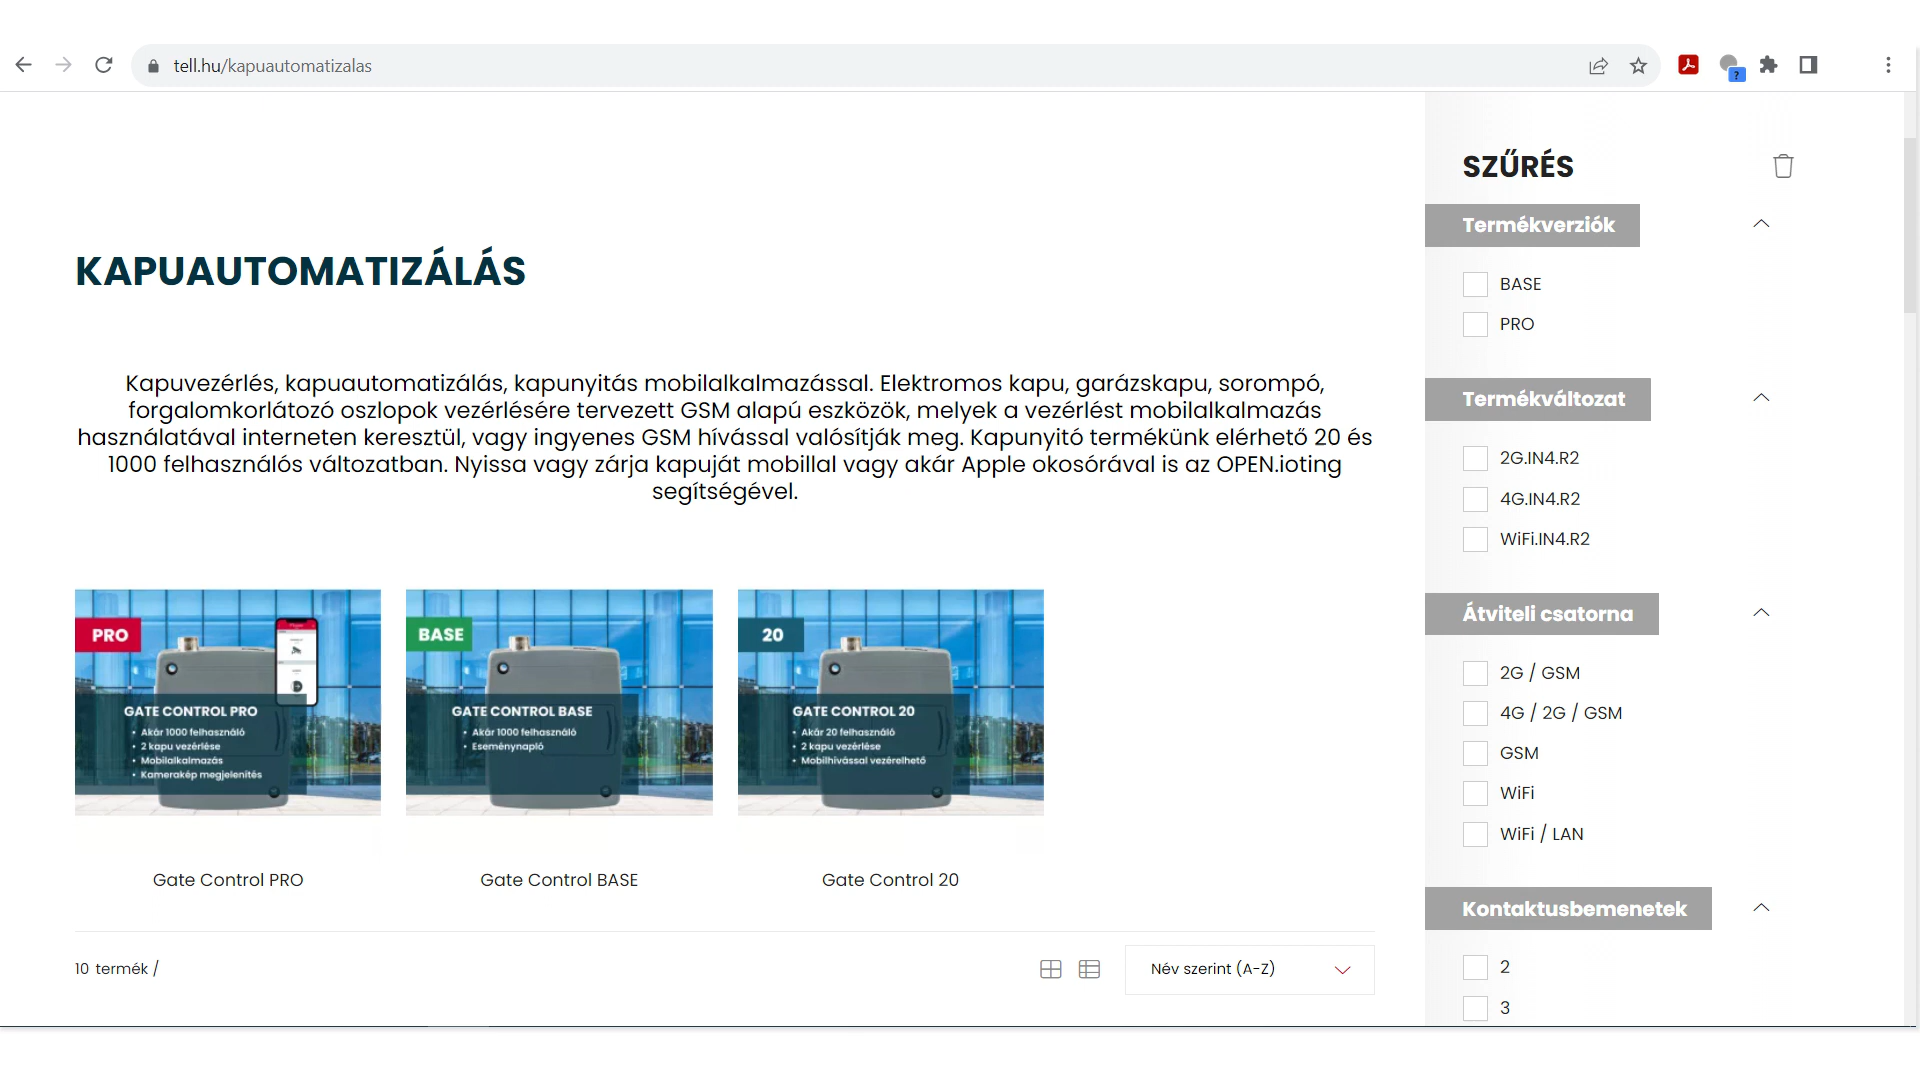 tell.hu/kapuautomatizalas
KAPUAUTOMATIZÁLÁS
Kapuvezérlés, kapuautomatizálás, kapunyitás mobilalkalmazással. Elektromos kapu, garázskapu, sorompó,
forgalomkorlátozó oszlopok vezérlésére tervezett GSM alapú eszközök, melyek a vezérlést mobilalkalmazás
használatával interneten keresztül, vagy ingyenes GSM hívással valósítják meg. Kapunyitó termékünk elérhető 20 és
1000 felhasználós változatban. Nyissa vagy zárja kapuját mobillal vagy akár Apple okosórával is az OPEN.ioting
segítségével.
PRO
GATE CONTROL PRO
• Akár 1000 felhasználó
• 2 kapu vezérlése
• Mobilalkalmazás
• Kamerakép megjelenítés
Gate Control PRO
BASE
GATE CONTROL BASE
• Akár 1000 felhasználó
• Eseménynapló
Gate Control BASE
20
GATE CONTROL 20
• Akár 20 felhasználó
• 2 kapu vezérlése
• Mobilhívással vezérelhető
Gate Control 20
10 termék /
Név szerint (A-Z)
SZŰRÉS
Termékverziók
BASE
PRO
Termékváltozat
2G.IN4.R2
4G.IN4.R2
WiFi.IN4.R2
Átviteli csatorna
2G / GSM
4G / 2G / GSM
GSM
WiFi
WiFi / LAN
Kontaktusbemenetek
2
3